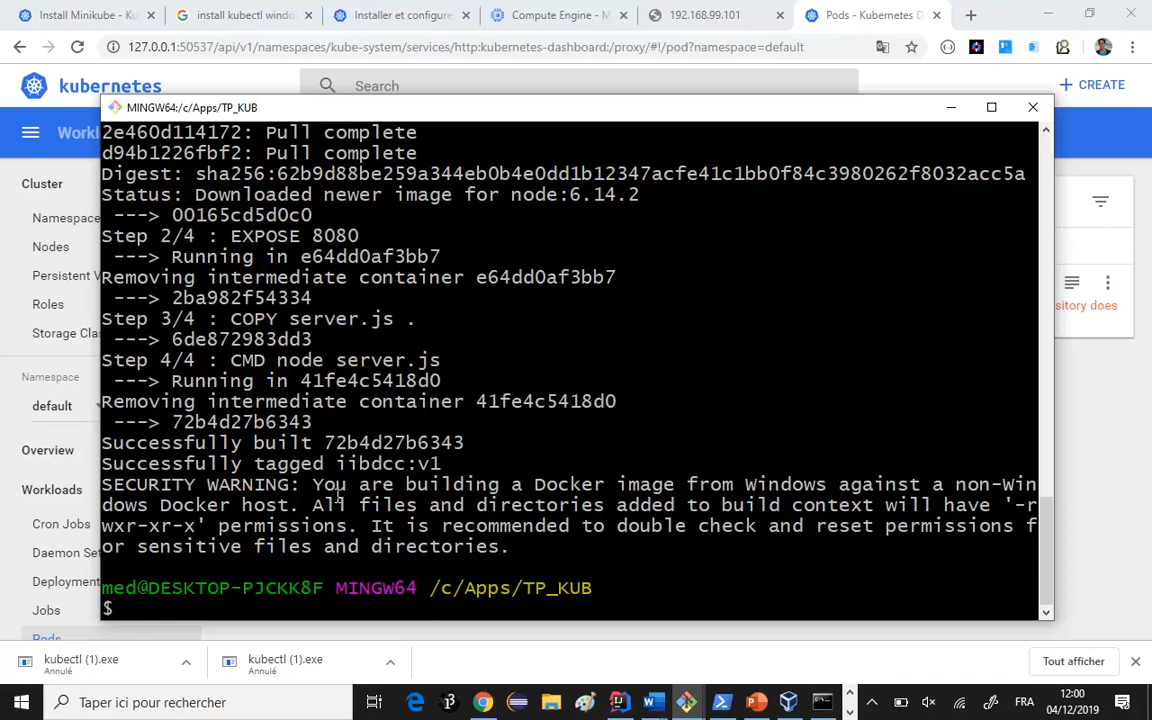 Install Minikube - Kub
install kubectl windo
Installer et configure
Compute Engine - M
192.168.99.101
Pods - Kubernetes D
127.0.0.1:50537/api/v1/namespaces/kube-system/services/http:kubernetes-dashboard:/proxy/#!/pod?namespace=default
kubernetes
Search
CREATE
Workl
MINGW64:/c/Apps/TP_KUB
2e460d114172: Pull complete
d94b1226fbf2: Pull complete
Digest: sha256:62b9d88be259a344eb0b4e0dd1b12347acfe41c1bb0f84c3980262f8032acc5a
Status: Downloaded newer image for node:6.14.2
---> 00165cd5d0c0
Step 2/4 : EXPOSE 8080
---> Running in e64dd0af3bb7
Removing intermediate container e64dd0af3bb7
---> 2ba982f54334
Step 3/4 : COPY server.js .
---> 6de872983dd3
Step 4/4 : CMD node server.js
---> Running in 41fe4c5418d0
Removing intermediate container 41fe4c5418d0
---> 72b4d27b6343
Successfully built 72b4d27b6343
Successfully tagged iibdcc:v1
SECURITY WARNING: You are building a Docker image from Windows against a non-Win
dows Docker host. All files and directories added to build context will have '-r
wxr-xr-x' permissions. It is recommended to double check and reset permissions f
or sensitive files and directories.
med@DESKTOP-PJCKK8F MINGW64 /c/Apps/TP_KUB
$
Cluster
Namespace
Nodes
Persistent V
Roles
Storage Clas
Namespace
default
Overview
Workloads
Cron Jobs
Daemon Set
Deployment
Jobs
Pods
sitory does
kubectl (1).exe
Annulé
kubectl (1).exe
Annulé
Tout afficher
Taper ici pour rechercher
FRA
12:00
04/12/2019